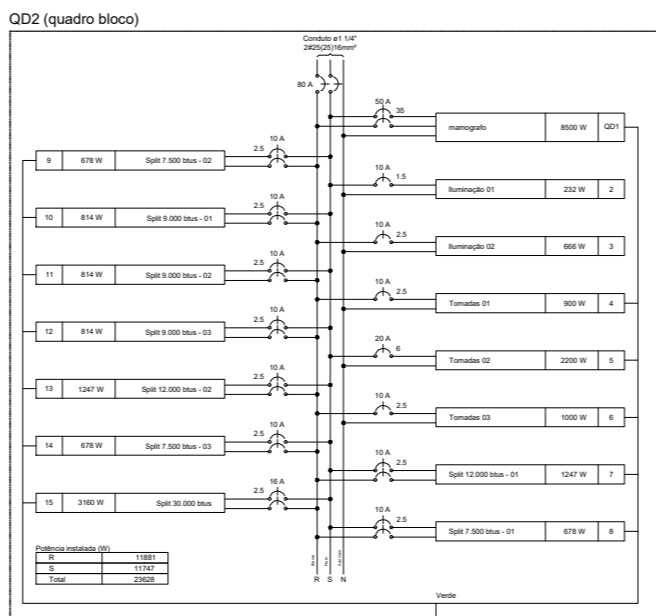 QD2 (quadro bloco)
Conduto ø1 1/4"
2#25(25)16mm²
80 A
50 A
35
mamografo 8500 W QD1
10 A
2.5
9 678 W Split 7.500 btus - 02
10 A
1.5
Iluminação 01 232 W 2
10 A
2.5
10 814 W Split 9.000 btus - 01
10 A
2.5
Iluminação 02 666 W 3
10 A
2.5
11 814 W Split 9.000 btus - 02
10 A
2.5
Tomadas 01 900 W 4
10 A
2.5
12 814 W Split 9.000 btus - 03
20 A
6
Tomadas 02 2200 W 5
10 A
2.5
13 1247 W Split 12.000 btus - 02
10 A
2.5
Tomadas 03 1000 W 6
10 A
2.5
14 678 W Split 7.500 btus - 03
10 A
2.5
Split 12.000 btus - 01 1247 W 7
16 A
2.5
15 3160 W Split 30.000 btus
10 A
2.5
Split 7.500 btus - 01 678 W 8
Potência instalada (W)
R 11881
S 11747
Total 23628
R S N
Verde